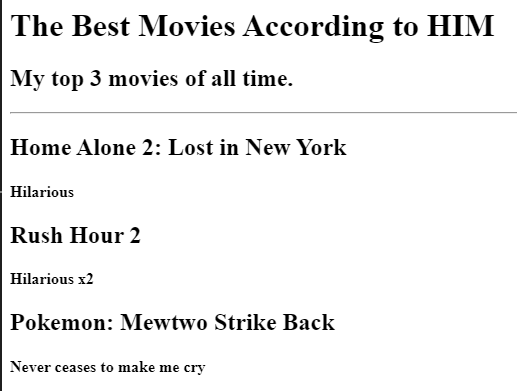 The Best Movies According to HIM
My top 3 movies of all time.
Home Alone 2: Lost in New York
Hilarious
Rush Hour 2
Hilarious x2
Pokemon: Mewtwo Strike Back
Never ceases to make me cry